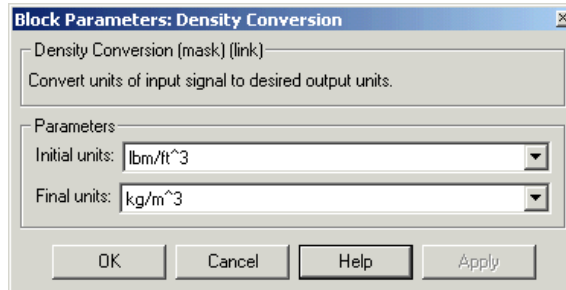 Block Parameters: Density Conversion
Density Conversion (mask) (link)
Convert units of input signal to desired output units.
Parameters
Initial units: lbm/ft^3
Final units: kg/m^3
OK Cancel Help Apply